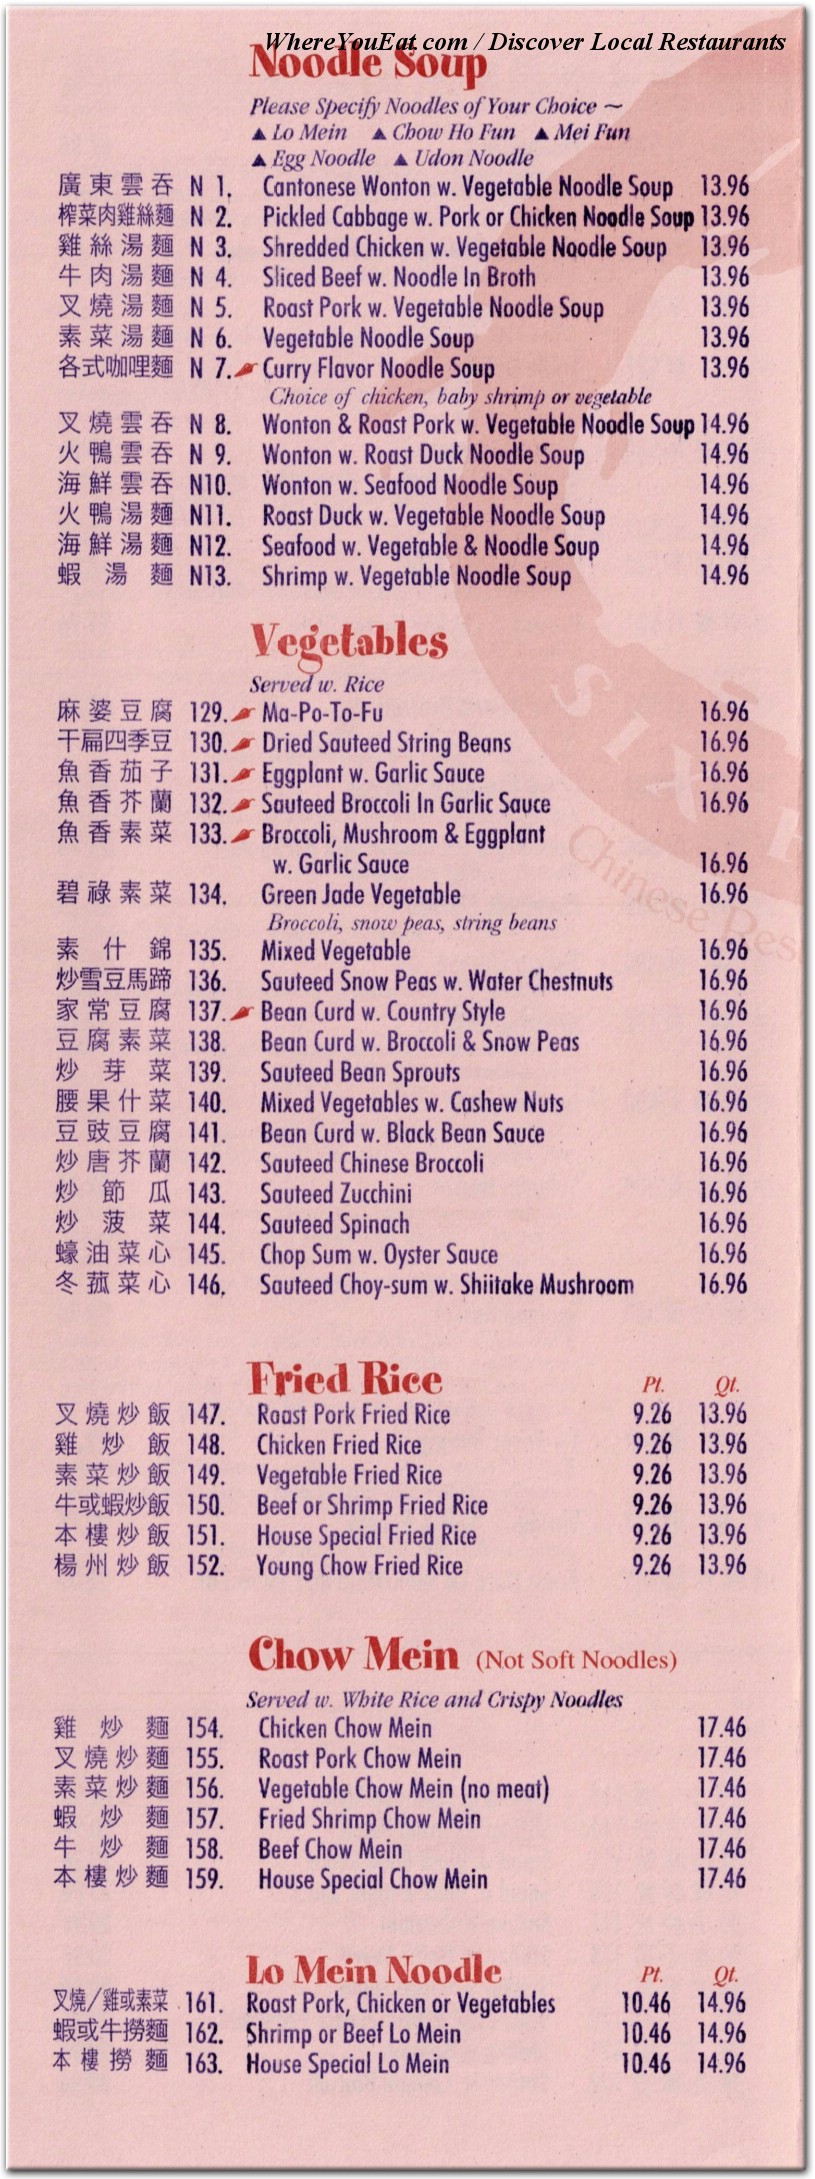 WhereYouEat.com / Discover Local Restaurants
Noodle Soup
Please Specify Noodles of Your Choice ~
▲ Lo Mein ▲ Chow Ho Fun ▲ Mei Fun
▲ Egg Noodle ▲ Udon Noodle
廣東雲吞 N 1. Cantonese Wonton w. Vegetable Noodle Soup 13.96
榨菜肉雞絲麵 N 2. Pickled Cabbage w. Pork or Chicken Noodle Soup 13.96
雞絲湯麵 N 3. Shredded Chicken w. Vegetable Noodle Soup 13.96
牛肉湯麵 N 4. Sliced Beef w. Noodle In Broth 13.96
叉燒湯麵 N 5. Roast Pork w. Vegetable Noodle Soup 13.96
素菜湯麵 N 6. Vegetable Noodle Soup 13.96
各式咖哩麵 N 7. Curry Flavor Noodle Soup 13.96
Choice of chicken, baby shrimp or vegetable
叉燒雲吞 N 8. Wonton & Roast Pork w. Vegetable Noodle Soup 14.96
火鴨雲吞 N 9. Wonton w. Roast Duck Noodle Soup 14.96
海鮮雲吞 N10. Wonton w. Seafood Noodle Soup 14.96
火鴨湯麵 N11. Roast Duck w. Vegetable Noodle Soup 14.96
海鮮湯麵 N12. Seafood w. Vegetable & Noodle Soup 14.96
蝦湯麵 N13. Shrimp w. Vegetable Noodle Soup 14.96
Vegetables
Served w. Rice
麻婆豆腐 129. Ma-Po-To-Fu 16.96
干扁四季豆 130. Dried Sauteed String Beans 16.96
魚香茄子 131. Eggplant w. Garlic Sauce 16.96
魚香芥蘭 132. Sauteed Broccoli In Garlic Sauce 16.96
魚香素菜 133. Broccoli, Mushroom & Eggplant
w. Garlic Sauce 16.96
碧祿素菜 134. Green Jade Vegetable 16.96
Broccoli, snow peas, string beans
素什錦 135. Mixed Vegetable 16.96
炒雪豆馬蹄 136. Sauteed Snow Peas w. Water Chestnuts 16.96
家常豆腐 137. Bean Curd w. Country Style 16.96
豆腐素菜 138. Bean Curd w. Broccoli & Snow Peas 16.96
炒芽菜 139. Sauteed Bean Sprouts 16.96
腰果什菜 140. Mixed Vegetables w. Cashew Nuts 16.96
豆豉豆腐 141. Bean Curd w. Black Bean Sauce 16.96
炒唐芥蘭 142. Sauteed Chinese Broccoli 16.96
炒節瓜 143. Sauteed Zucchini 16.96
炒菠菜 144. Sauteed Spinach 16.96
蠔油菜心 145. Chop Sum w. Oyster Sauce 16.96
冬菰菜心 146. Sauteed Choy-sum w. Shiitake Mushroom 16.96
Fried Rice Pt. Qt.
叉燒炒飯 147. Roast Pork Fried Rice 9.26 13.96
雞炒飯 148. Chicken Fried Rice 9.26 13.96
素菜炒飯 149. Vegetable Fried Rice 9.26 13.96
牛或蝦炒飯 150. Beef or Shrimp Fried Rice 9.26 13.96
本樓炒飯 151. House Special Fried Rice 9.26 13.96
楊州炒飯 152. Young Chow Fried Rice 9.26 13.96
Chow Mein (Not Soft Noodles)
Served w. White Rice and Crispy Noodles
雞炒麵 154. Chicken Chow Mein 17.46
叉燒炒麵 155. Roast Pork Chow Mein 17.46
素菜炒麵 156. Vegetable Chow Mein (no meat) 17.46
蝦炒麵 157. Fried Shrimp Chow Mein 17.46
牛炒麵 158. Beef Chow Mein 17.46
本樓炒麵 159. House Special Chow Mein 17.46
Lo Mein Noodle Pt. Qt.
叉燒/雞或素菜 161. Roast Pork, Chicken or Vegetables 10.46 14.96
蝦或牛撈麵 162. Shrimp or Beef Lo Mein 10.46 14.96
本樓撈麵 163. House Special Lo Mein 10.46 14.96
SIX
Chinese